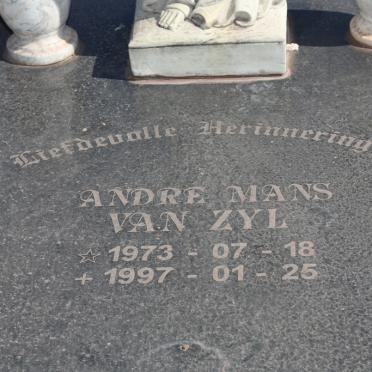 Liefdevolle Herinnering
ANDRE MANS
VAN ZYL
☆ 1973 - 07 - 18
+ 1997 - 01 - 25